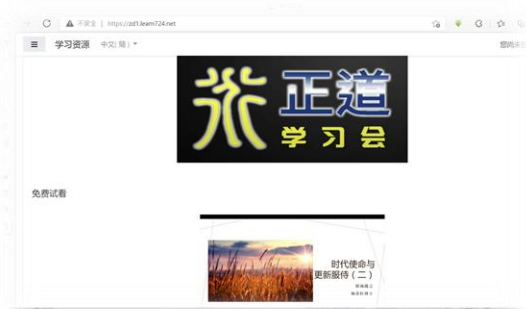 不安全 | https://zd1.learn724.net
学习资源 中文( 簡 )
正道
学习会
免费试看
时代使命与
更新服侍 ( 二 )